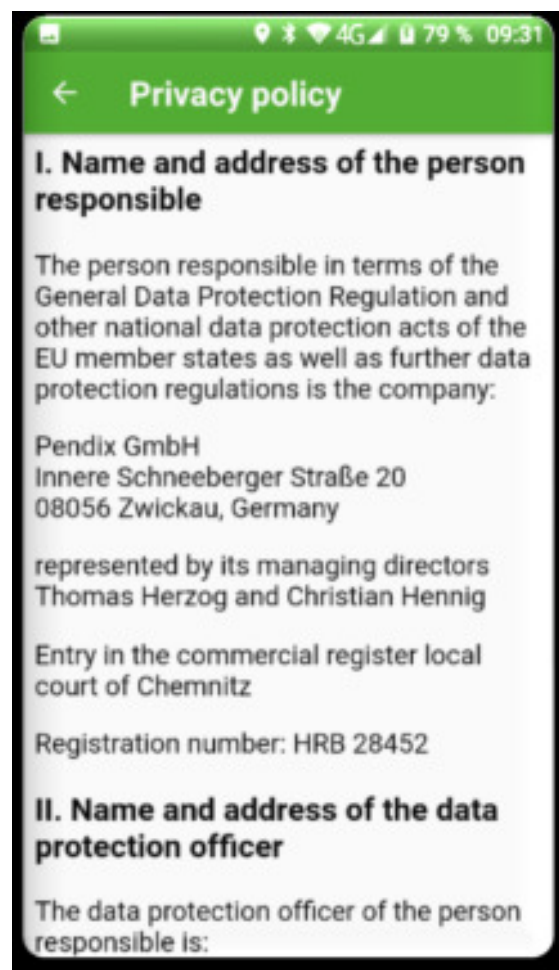 4G 79 % 09:31
Privacy policy
I. Name and address of the person
responsible
The person responsible in terms of the
General Data Protection Regulation and
other national data protection acts of the
EU member states as well as further data
protection regulations is the company:
Pendix GmbH
Innere Schneeberger Straße 20
08056 Zwickau, Germany
represented by its managing directors
Thomas Herzog and Christian Hennig
Entry in the commercial register local
court of Chemnitz
Registration number: HRB 28452
II. Name and address of the data
protection officer
The data protection officer of the person
responsible is: